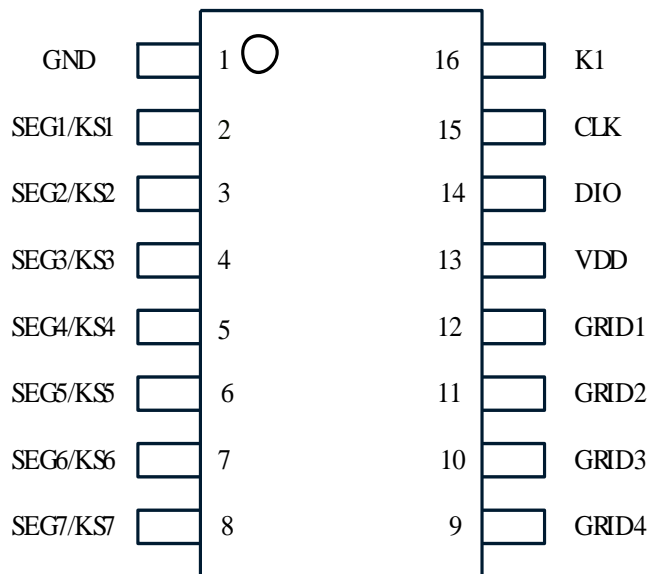 GND 1 16 K1
SEG1/KS1 2 15 CLK
SEG2/KS2 3 14 DIO
SEG3/KS3 4 13 VDD
SEG4/KS4 5 12 GRID1
SEG5/KS5 6 11 GRID2
SEG6/KS6 7 10 GRID3
SEG7/KS7 8 9 GRID4